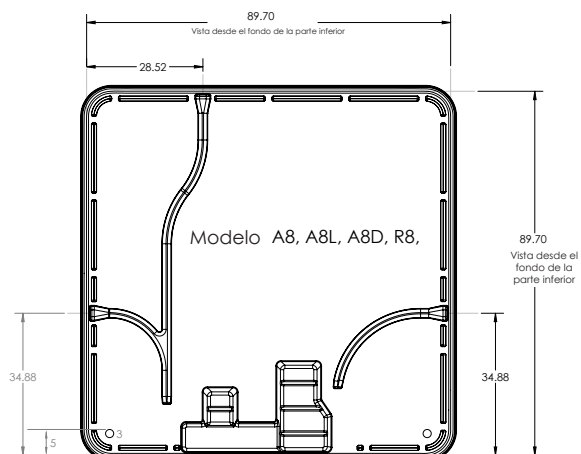 89.70
Vista desde el fondo de la parte inferior
28.52
Modelo A8, A8L, A8D, R8,
89.70
Vista desde el
fondo de la
parte inferior
34.88
34.88
3
5